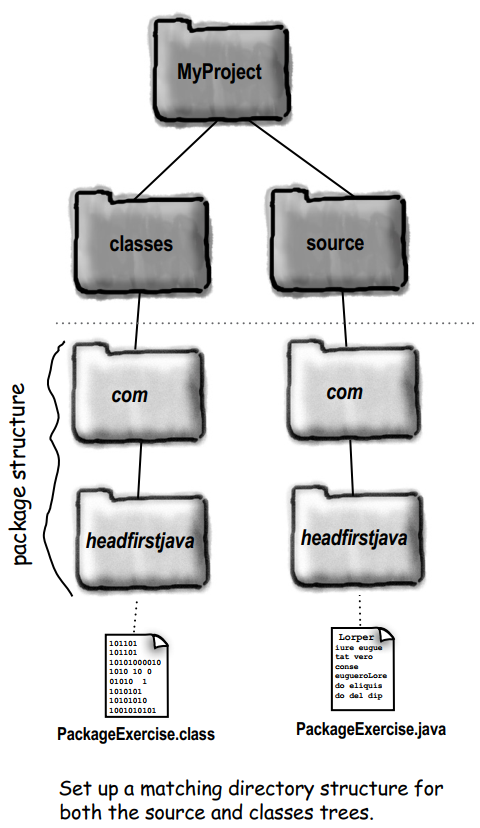 MyProject
classes
source
com
com
package structure
headfirstjava
headfirstjava
101101
101101
10101000010
1010 10 0
01010 1
1010101
10101010
1001010101
Lorper
iure eugue
tat vero
conse
eugueroLore
do eliquis
do del dip
PackageExercise.class
PackageExercise.java
Set up a matching directory structure for
both the source and classes trees.